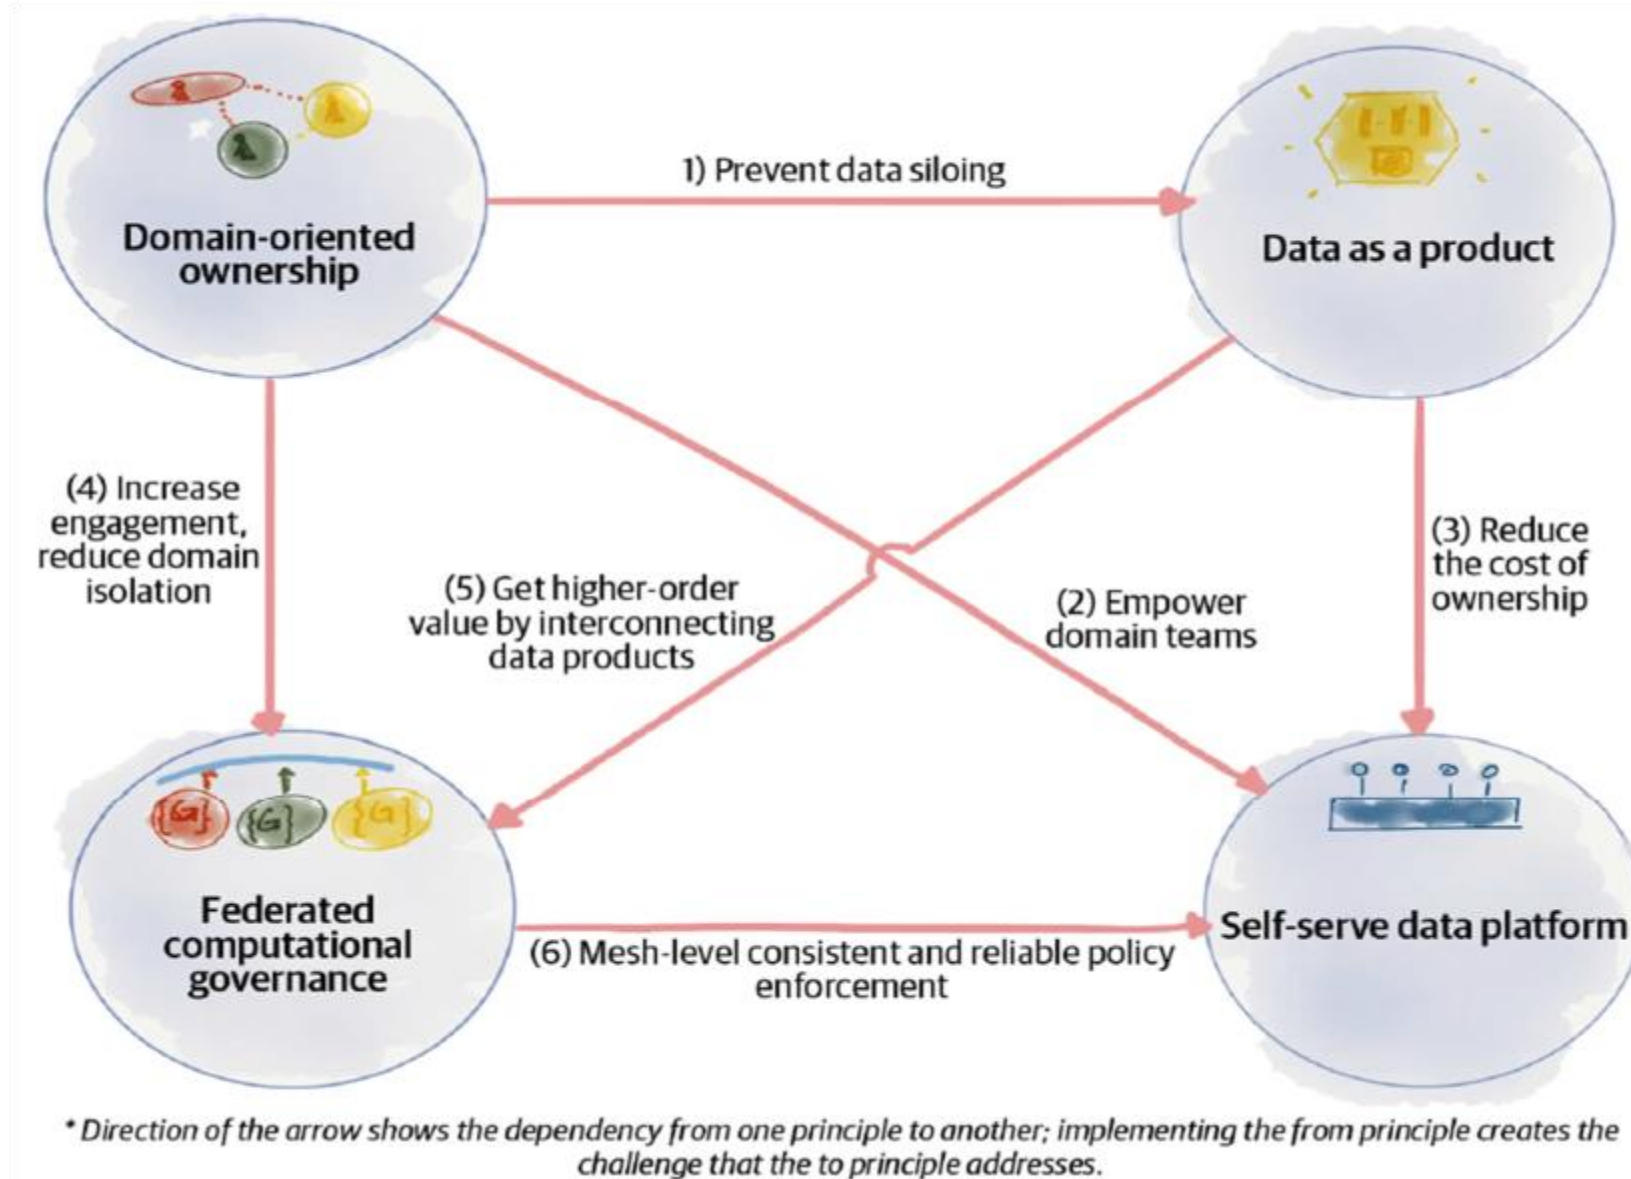 1) Prevent data siloing
Domain-oriented
ownership
Data as a product
(4) Increase
engagement,
reduce domain
isolation
(5) Get higher-order
value by interconnecting
data products
(2) Empower
domain teams
(3) Reduce
the cost of
ownership
{G} {G} {G}
Federated
computational
governance
Self-serve data platform
(6) Mesh-level consistent and reliable policy
enforcement
* Direction of the arrow shows the dependency from one principle to another; implementing the from principle creates the
challenge that the to principle addresses.